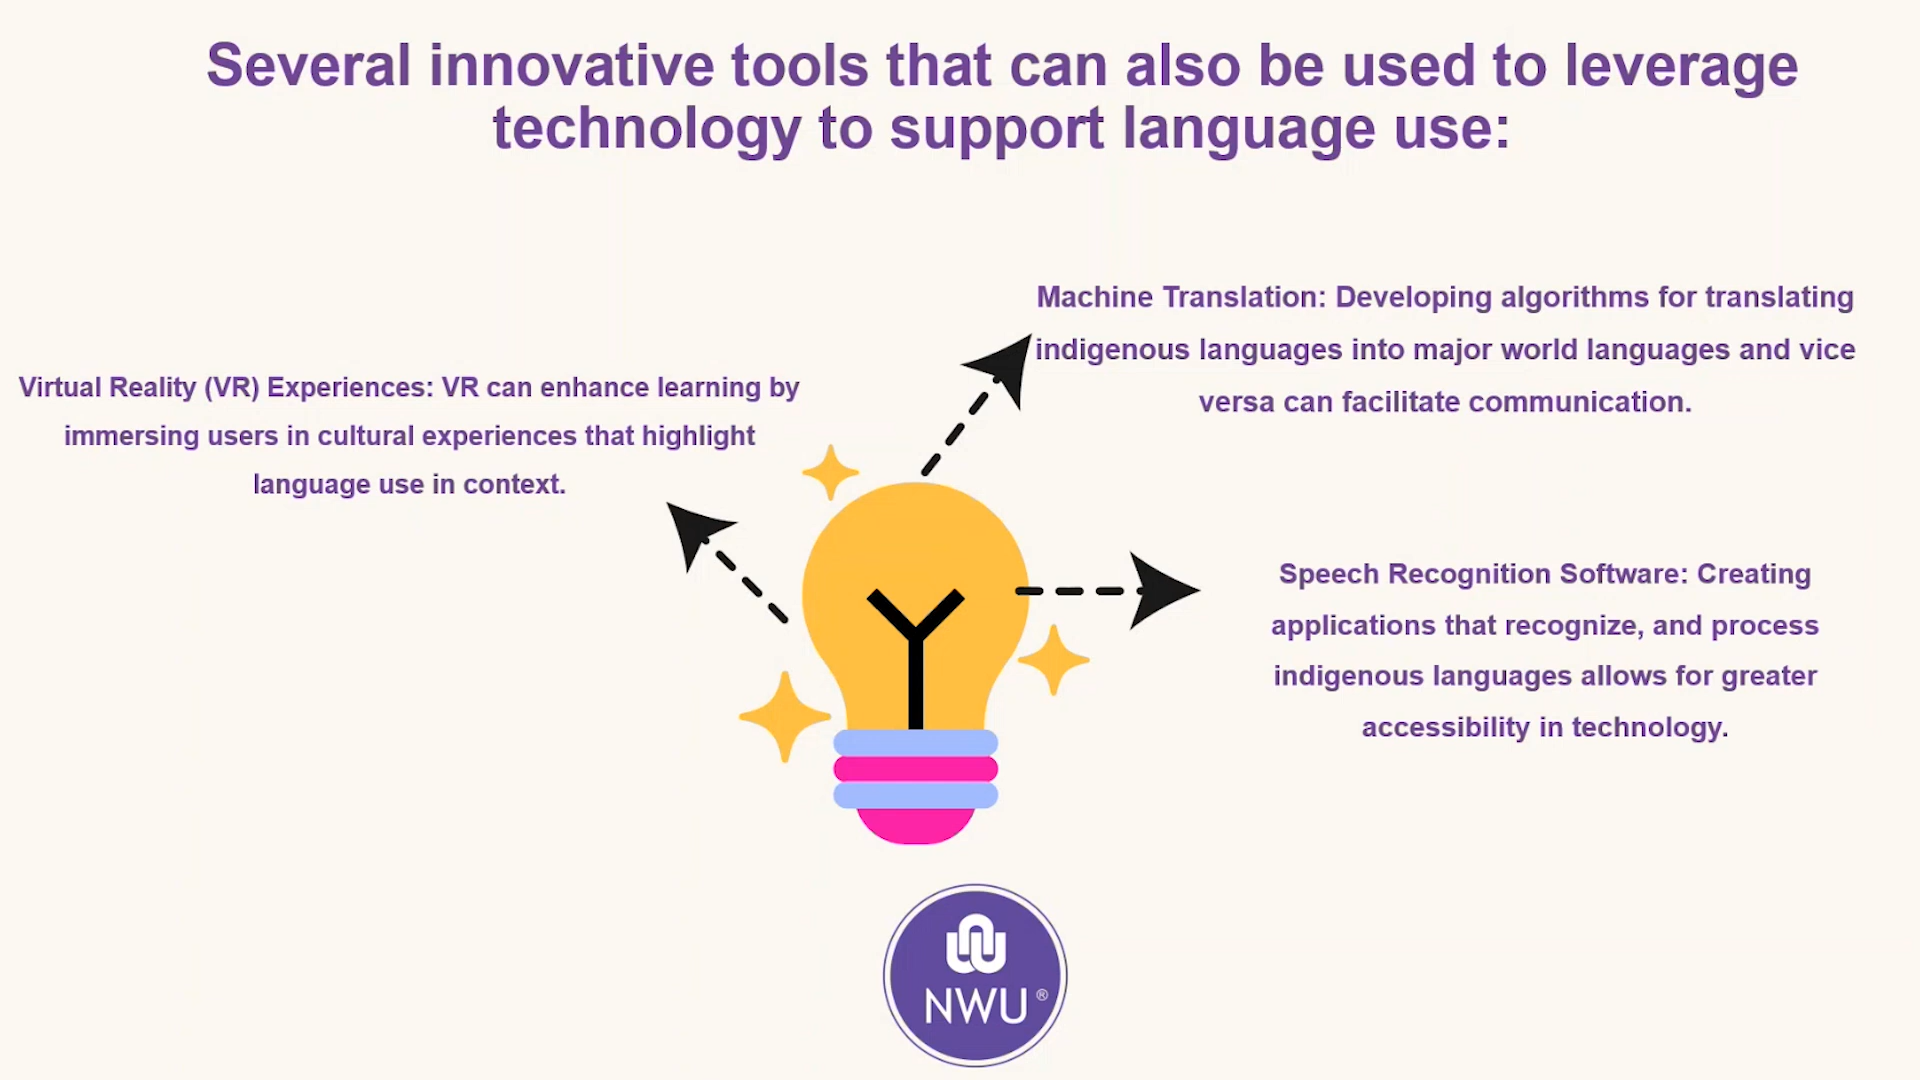 Several innovative tools that can also be used to leverage
technology to support language use:
Virtual Reality (VR) Experiences: VR can enhance learning by
immersing users in cultural experiences that highlight
language use in context.
Machine Translation: Developing algorithms for translating
indigenous languages into major world languages and vice
versa can facilitate communication.
Speech Recognition Software: Creating
applications that recognize, and process
indigenous languages allows for greater
accessibility in technology.
NWU®